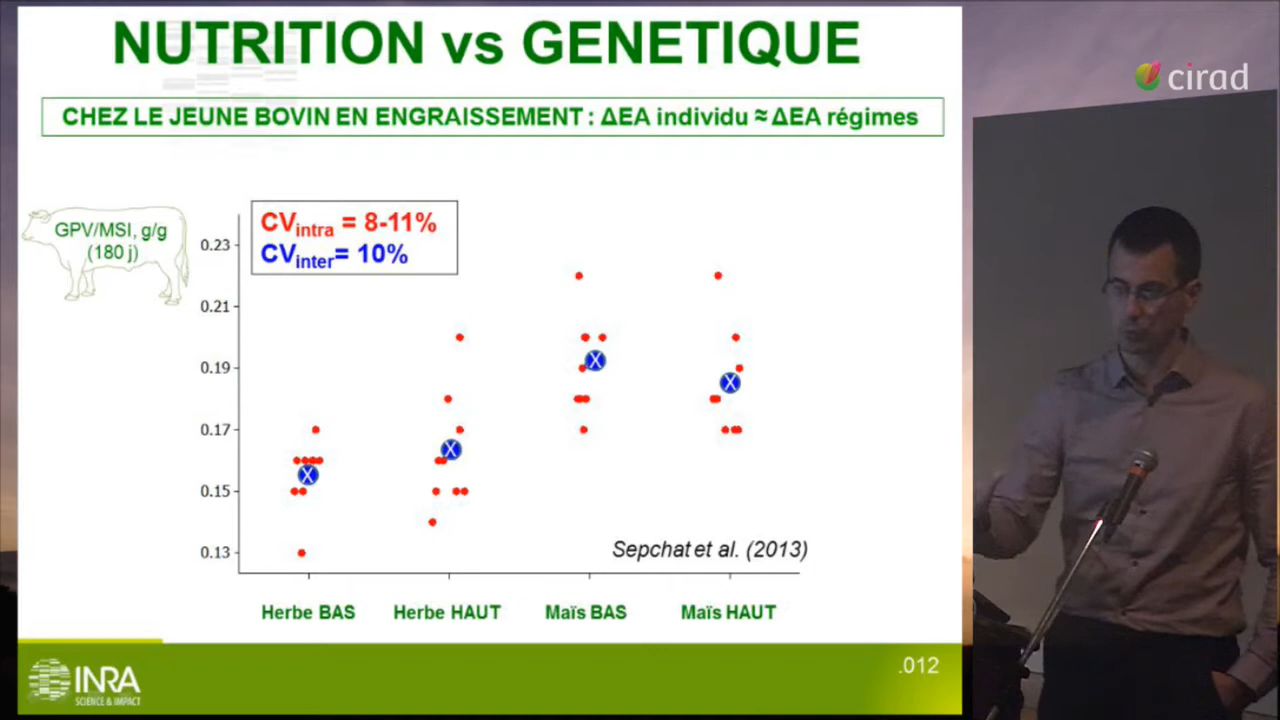 NUTRITION vs GENETIQUE
cirad
CHEZ LE JEUNE BOVIN EN ENGRAISSEMENT : ΔEA individu ≈ ΔEA régimes
GPV/MSI, g/g
(180 j)
CVintra = 8-11%
CVinter= 10%
0.23
0.21
0.19
0.17
0.15
0.13
X
X
X
X
Sepchat et al. (2013)
Herbe BAS
Herbe HAUT
Maïs BAS
Maïs HAUT
.012
INRA
SCIENCE & IMPACT